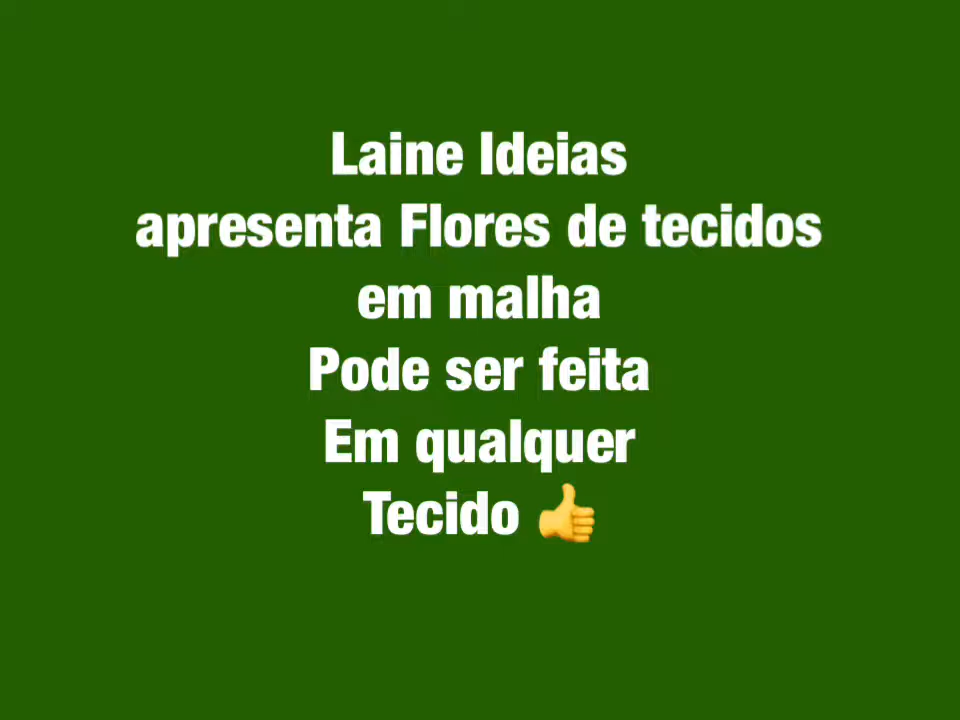 Laine Ideias
apresenta Flores de tecidos
em malha
Pode ser feita
Em qualquer
Tecido 👍